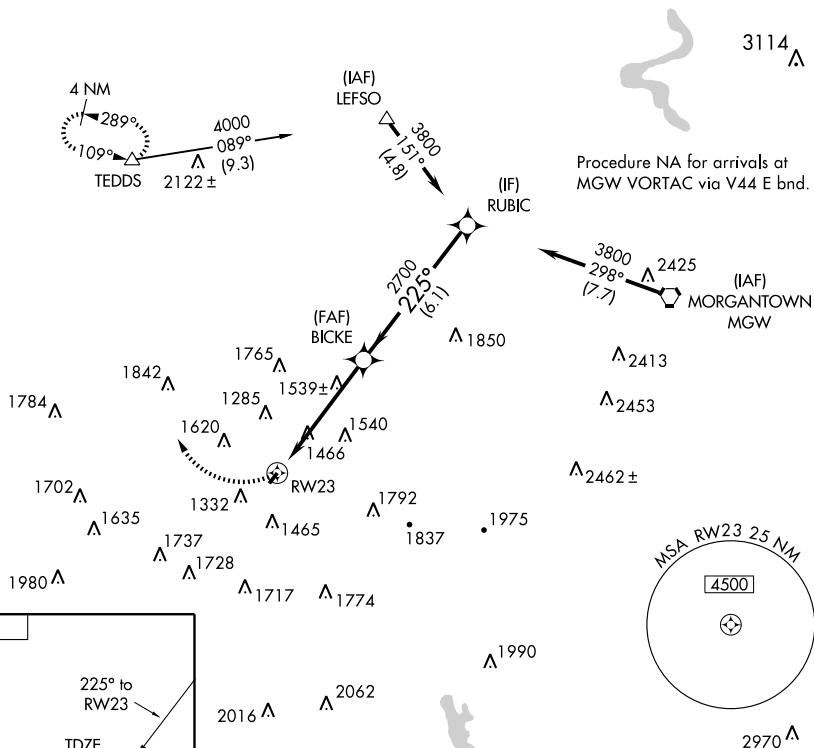 3114
4 NM
289°
109°
TEDDS
4000
089°
(9.3)
2122 ±
(IAF)
LEFSO
3800
151°
(4.8)
Procedure NA for arrivals at
MGW VORTAC via V44 E bnd.
(IF)
RUBIC
3800
298°
(7.7)
2425
(IAF)
MORGANTOWN
MGW
2700
225°
(6.1)
(FAF)
BICKE
1850
2413
1765
1842
1539±
2453
1784
1285
1620
1540
1466
2462 ±
RW23
1702
1332
1635
1465
1792
1837
1975
1737
1728
1980
1717
1774
MSA RW23 25 NM
4500
1990
225° to
RW23
2016
2062
TDZE
2970